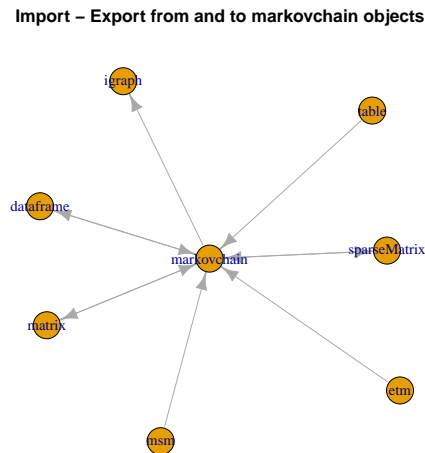 Import – Export from and to markovchain objects
igraph
table
dataframe
sparseMatrix
markovchain
matrix
etm
msm